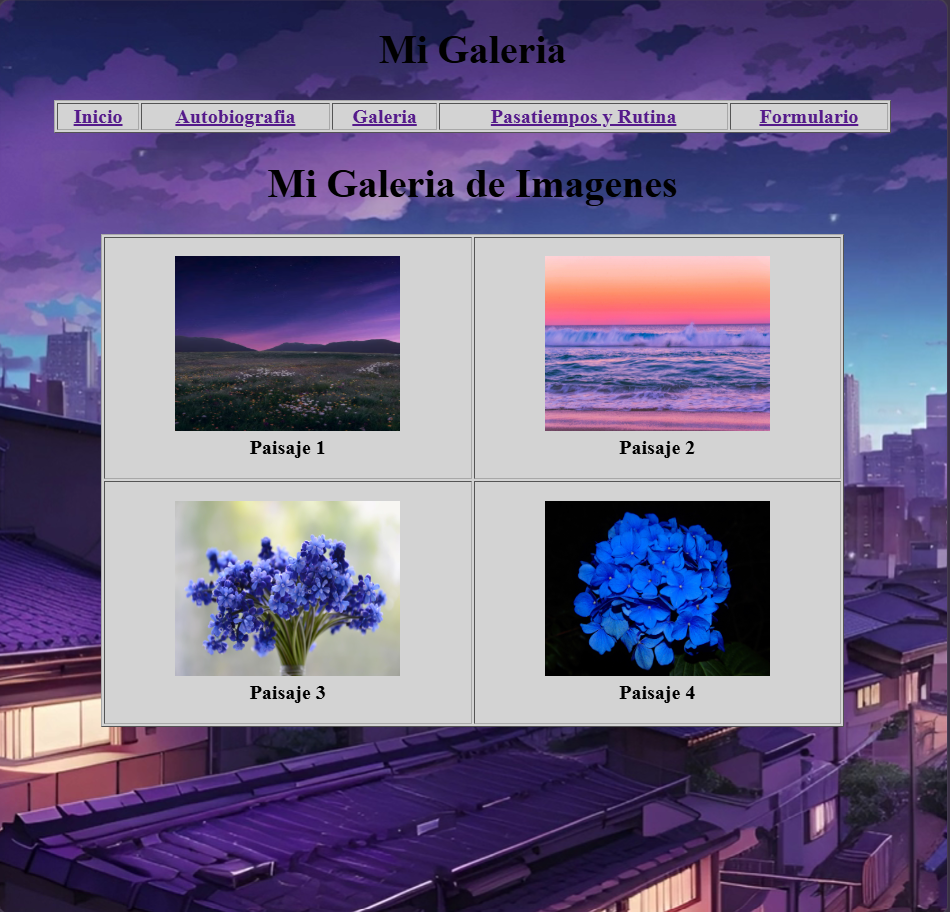 Mi Galeria
Inicio Autobiografia Galeria Pasatiempos y Rutina Formulario
Mi Galeria de Imagenes
Paisaje 1 Paisaje 2
Paisaje 3 Paisaje 4